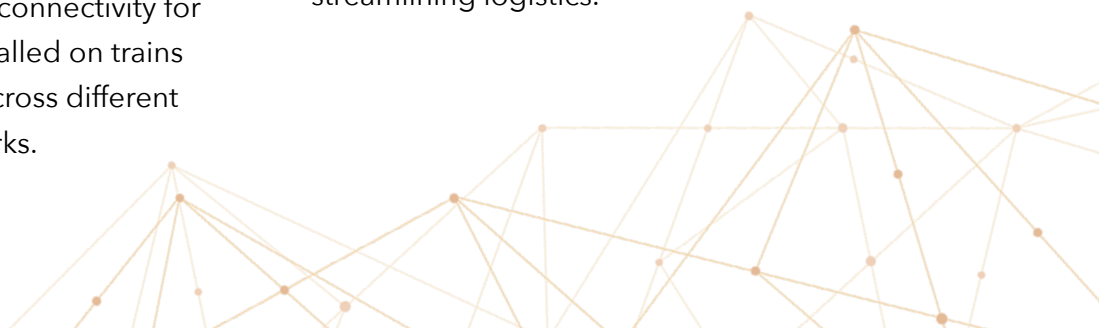 connectivity for
alled on trains
cross different
rks.
streamlining logistics.